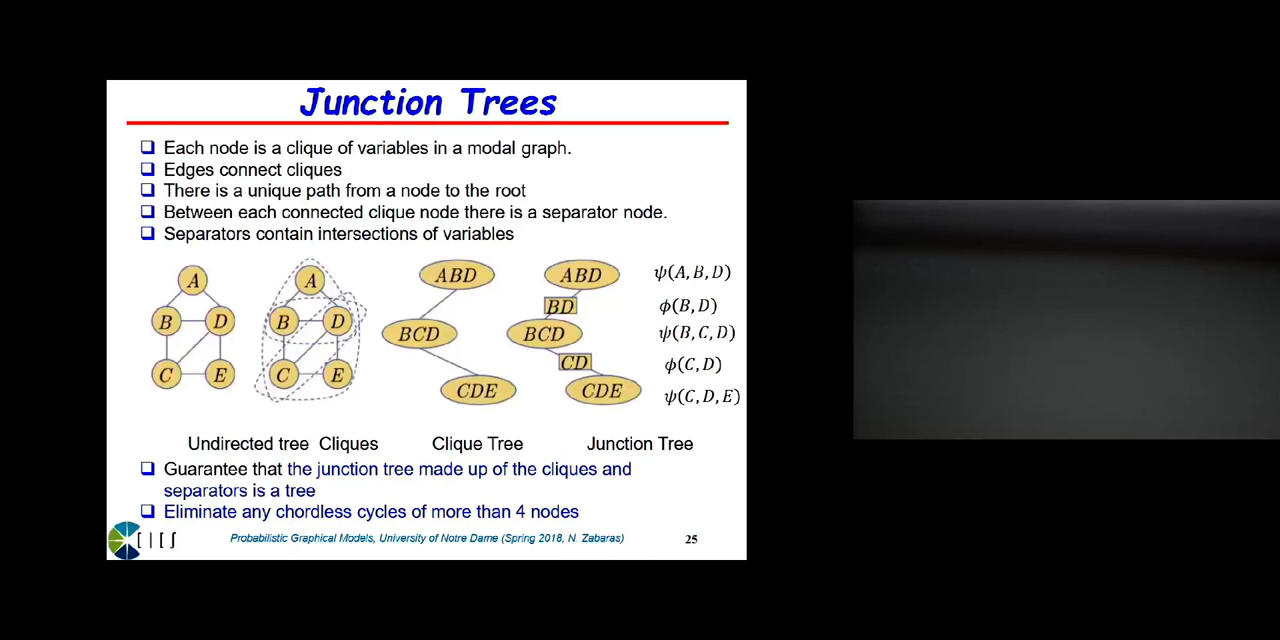 Junction Trees
Each node is a clique of variables in a modal graph.
Edges connect cliques
There is a unique path from a node to the root
Between each connected clique node there is a separator node.
Separators contain intersections of variables
A
B D
C E
A
B D
C E
ABD
BCD
CDE
ABD
BD
BCD
CD
CDE
ψ(A, B, D)
ϕ(B, D)
ψ(B, C, D)
ϕ(C, D)
ψ(C, D, E)
Undirected tree Cliques Clique Tree Junction Tree
Guarantee that the junction tree made up of the cliques and
separators is a tree
Eliminate any chordless cycles of more than 4 nodes
Probabilistic Graphical Models, University of Notre Dame (Spring 2018, N. Zabaras)
25